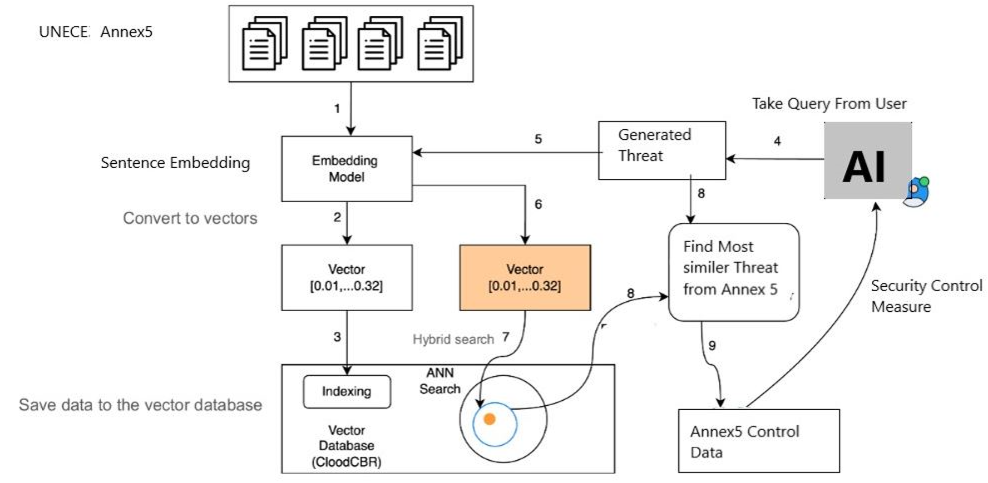 UNECE: Annex5
1
Take Query From User
Sentence Embedding
Embedding
Model
5
Generated
Threat
4
AI
Convert to vectors
2
6
8
Vector
[0.01,...0.32]
Vector
[0.01,...0.32]
Find Most
similer Threat
from Annex 5
8
Security Control
Measure
3
Hybrid search 7
9
ANN
Search
Indexing
Save data to the vector database
Vector
Database
(CloodCBR)
Annex5 Control
Data